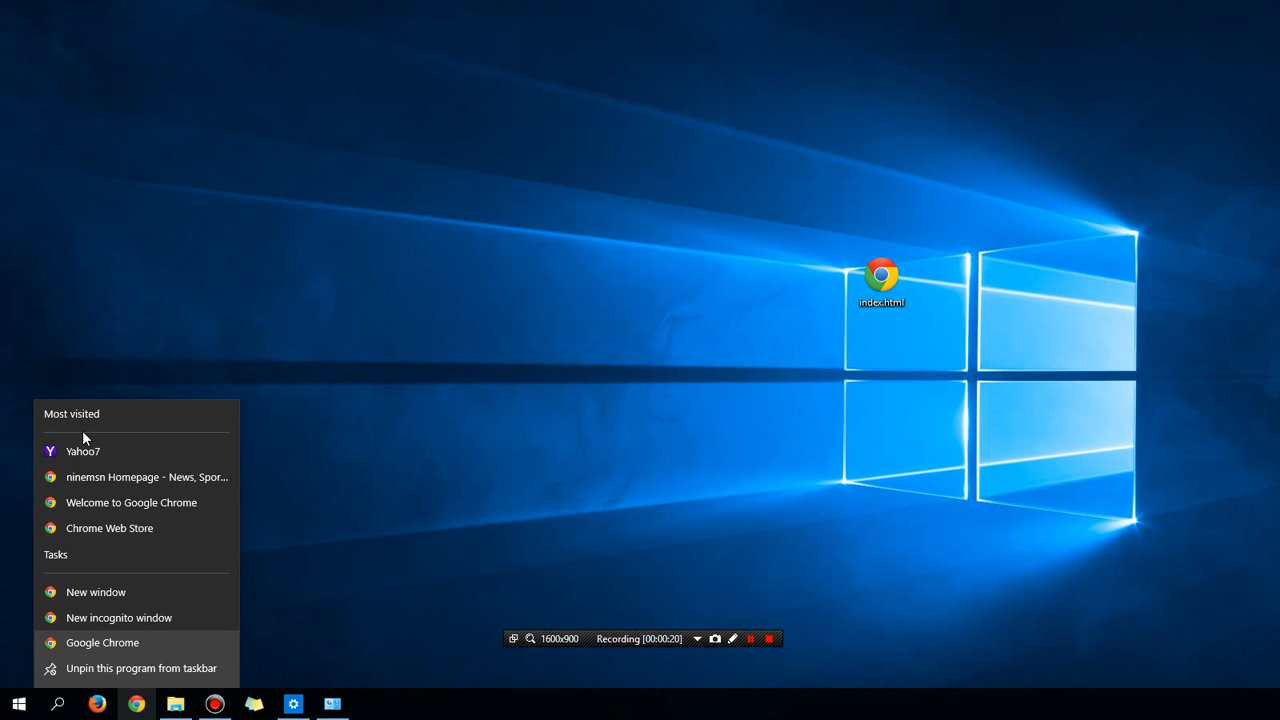 index.html
Most visited
Yahoo7
ninemsn Homepage - News, Spor...
Welcome to Google Chrome
Chrome Web Store
Tasks
New window
New incognito window
Google Chrome
Unpin this program from taskbar
1600x900 Recording [00:00:20]